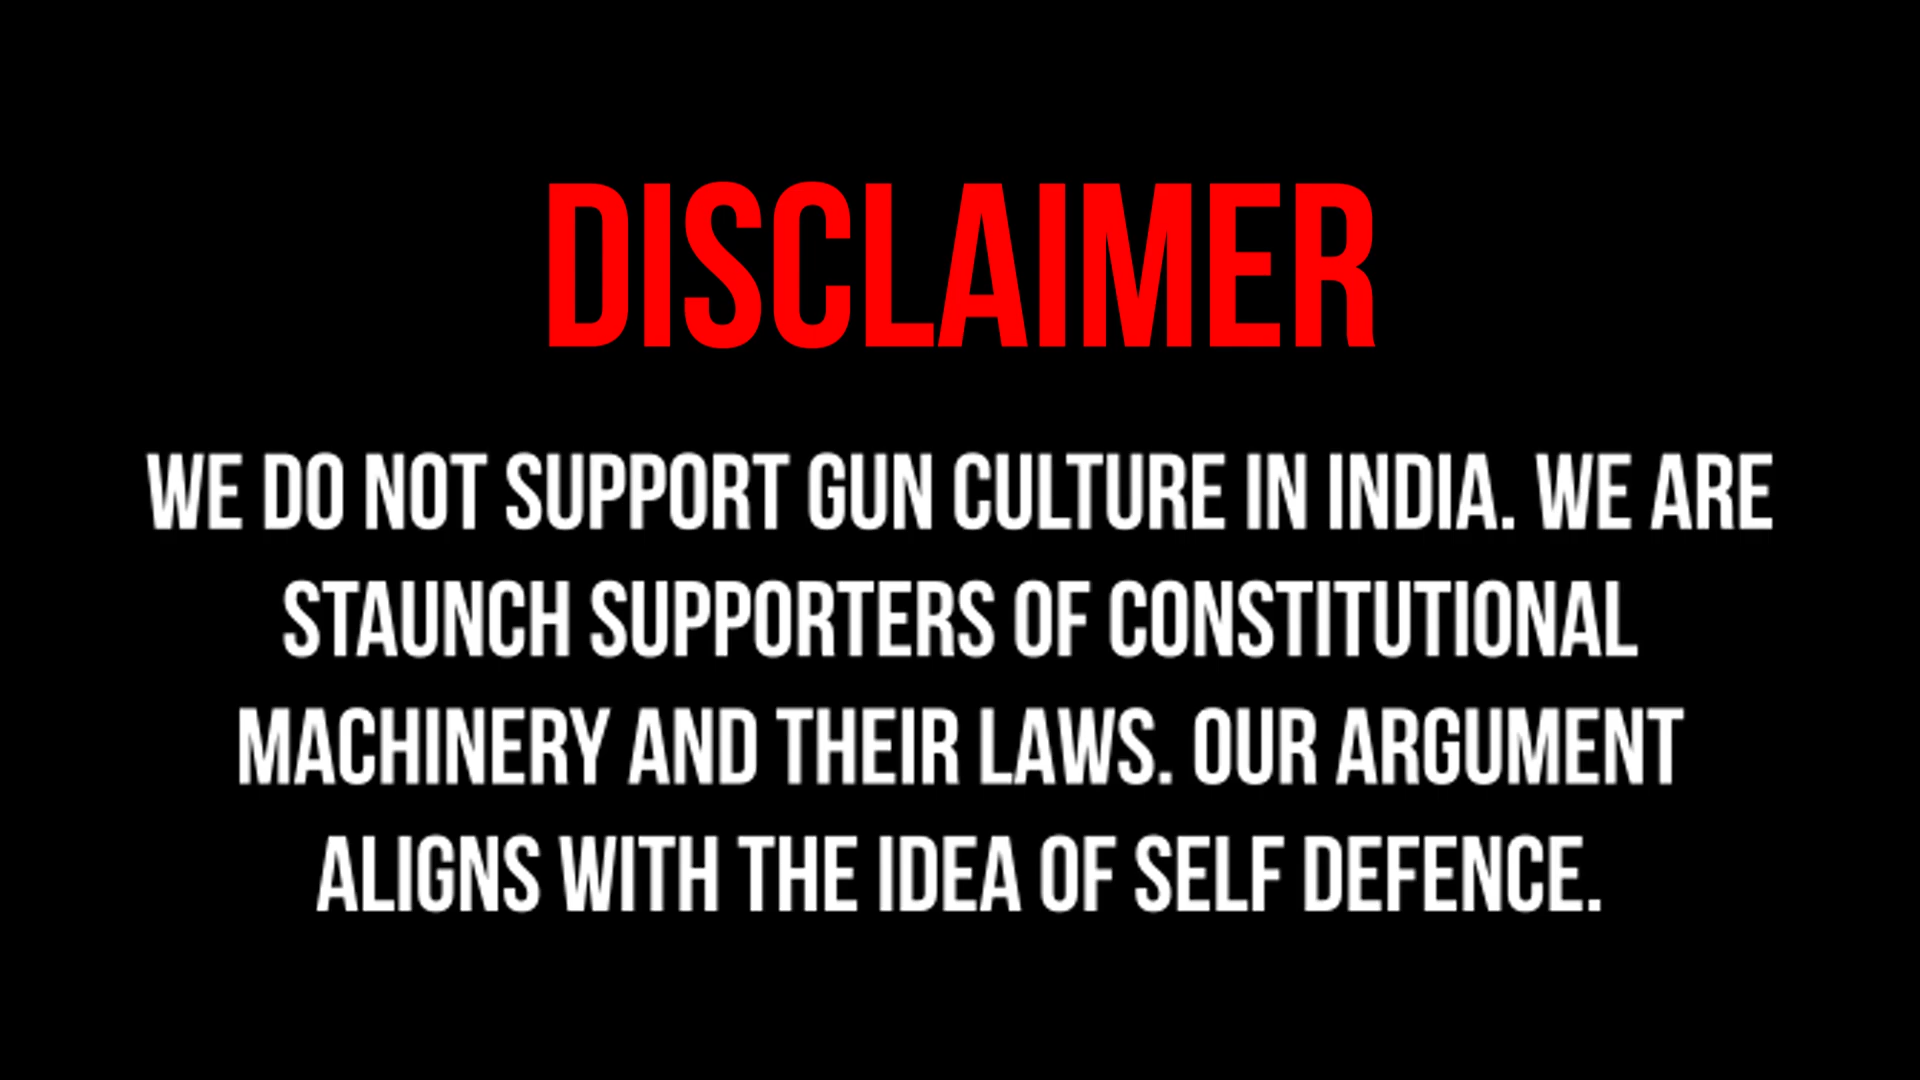 DISCLAIMER
WE DO NOT SUPPORT GUN CULTURE IN INDIA. WE ARE
STAUNCH SUPPORTERS OF CONSTITUTIONAL
MACHINERY AND THEIR LAWS. OUR ARGUMENT
ALIGNS WITH THE IDEA OF SELF DEFENCE.